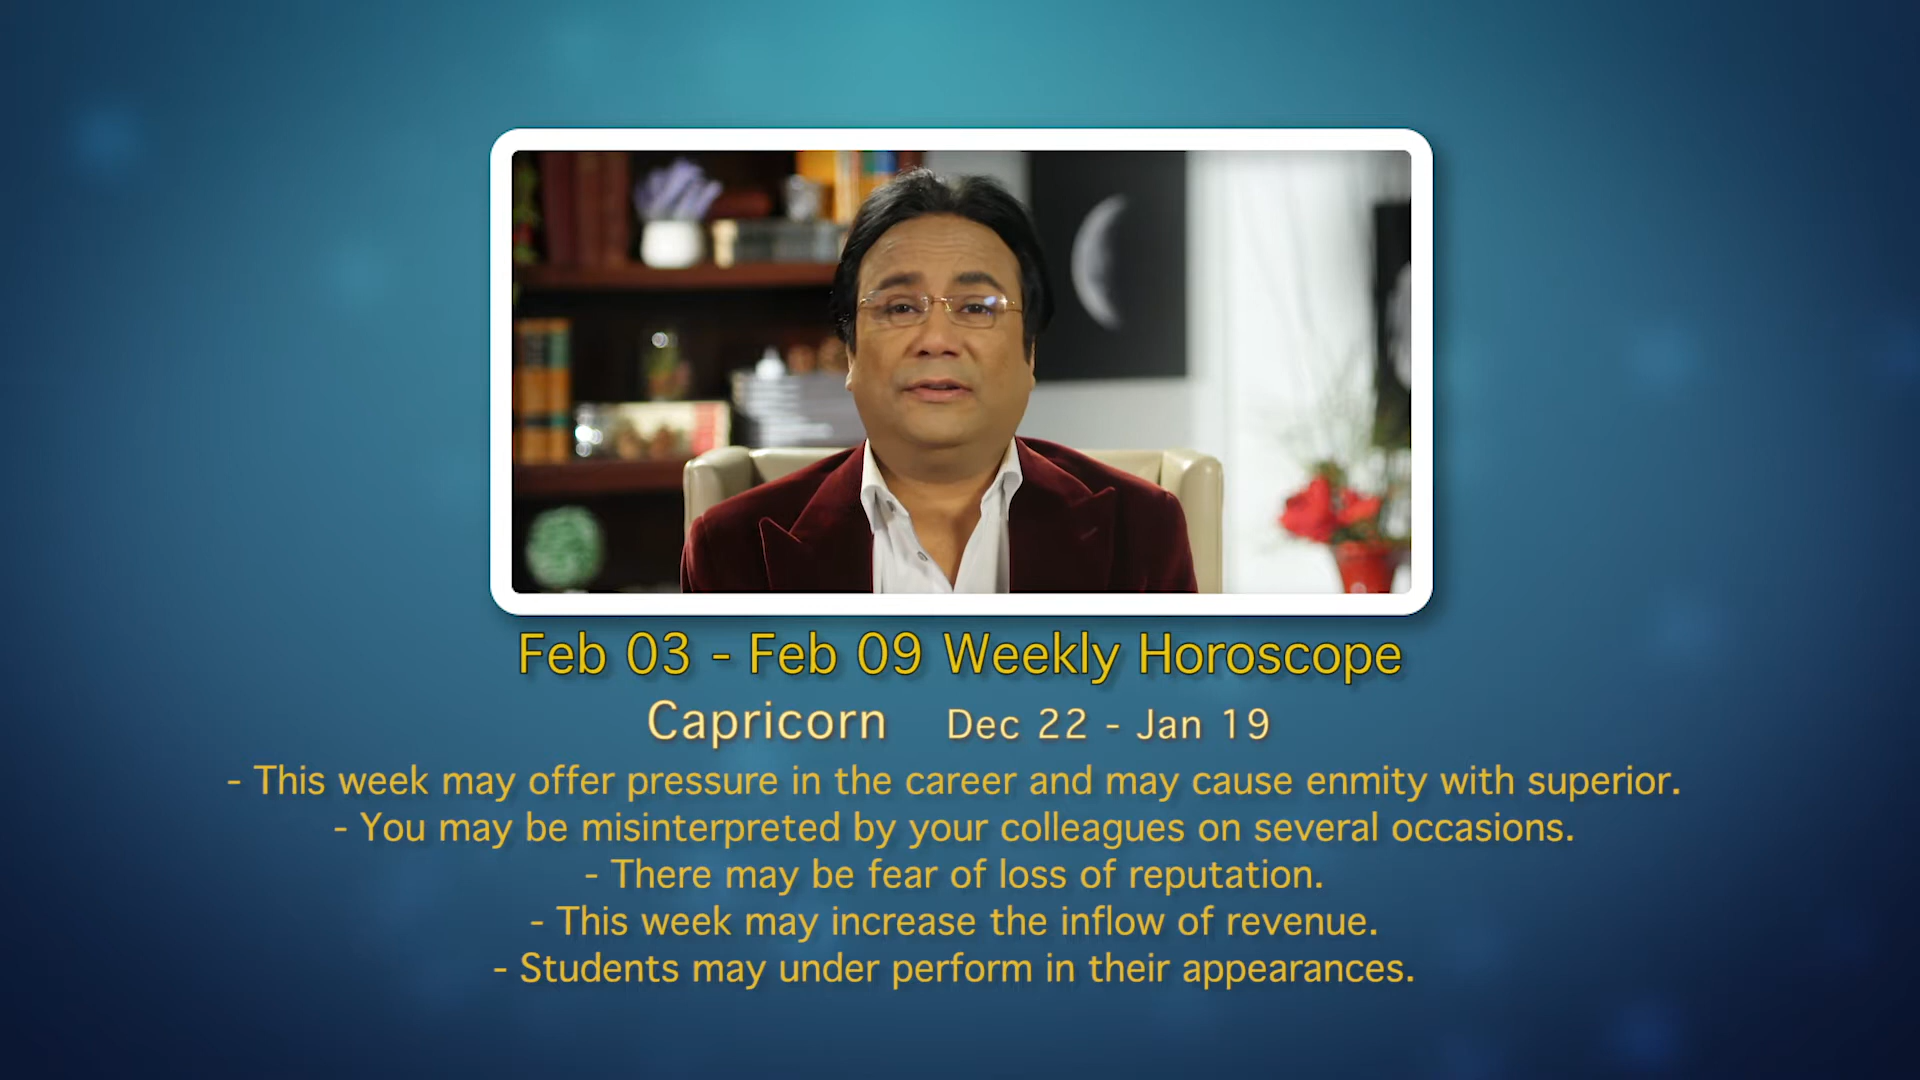 Feb 03 - Feb 09 Weekly Horoscope
Capricorn Dec 22 - Jan 19
- This week may offer pressure in the career and may cause enmity with superior.
- You may be misinterpreted by your colleagues on several occasions.
- There may be fear of loss of reputation.
- This week may increase the inflow of revenue.
- Students may under perform in their appearances.